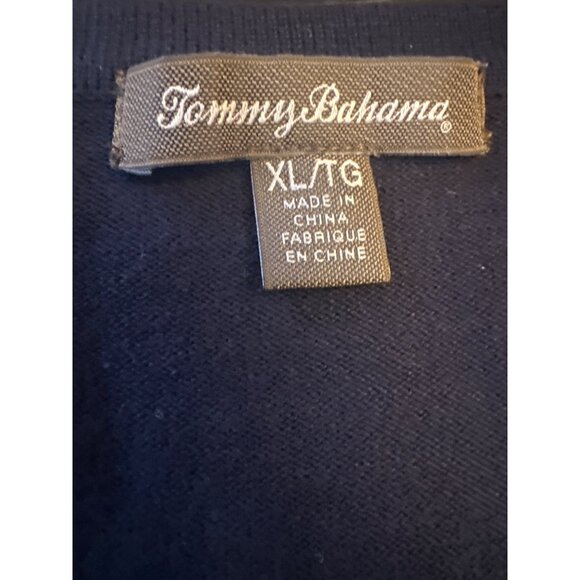 Tommy Bahama®
XL/TG
MADE IN
CHINA
FABRIQUE
EN CHINE